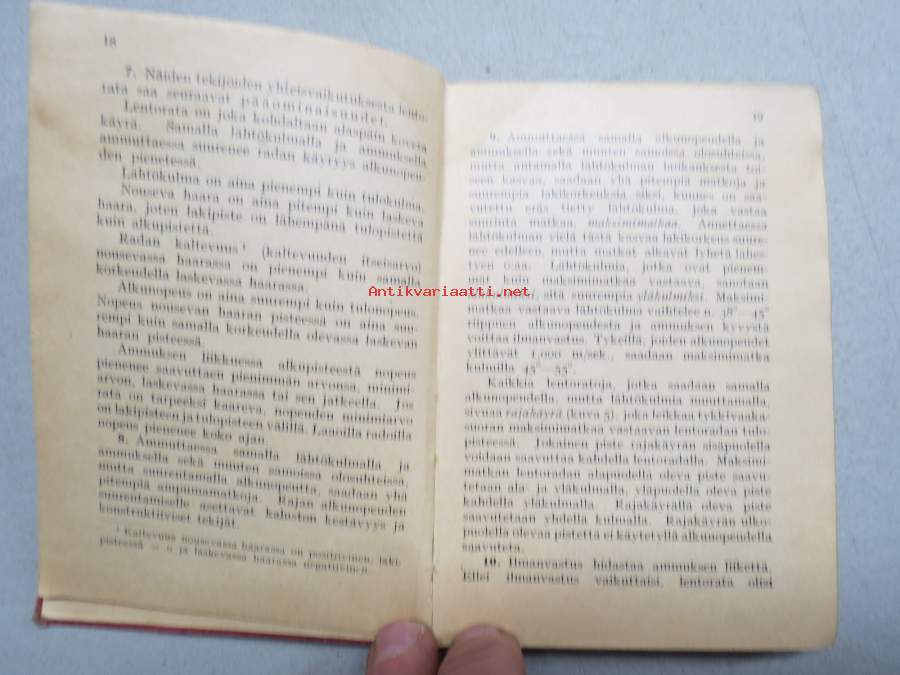 18
7. Näiden tekijöiden yhteisvaikutuksesta lento-
rata saa seuraavat pääominaisuudet.
Lentorata on joka kohdaltaan alaspäin kovera
käyrä. Samalla lähtökulmalla ja ammuksella
ammuttaessa suurenee radan käyryys alkunopeu-
den pienetessä.
Lähtökulma on aina pienempi kuin tulokulma.
Nouseva haara on aina pitempi kuin laskeva
haara, joten lakipiste on lähempänä tulopistettä
kuin alkupistettä.
Radan kaltevuus¹ (kaltevuuden itseisarvo)
nousevassa haarassa on pienempi kuin samalla
korkeudella laskevassa haarassa.
Alkunopeus on aina suurempi kuin tulonopeus.
Nopeus nousevan haaran pisteessä on aina suu-
rempi kuin samalla korkeudella olevassa laskevan
haaran pisteessä.
Ammuksen liikkuessa alkupisteestä nopeus
pienenee saavuttaen pienimmän arvonsa, minimi-
arvon, laskevassa haarassa tai sen jatkeella. Jos
rata on tarpeeksi kaareva, nopeuden minimiarvo
on lakipisteen ja tulopisteen välillä. Laaoilla radoilla
nopeus pienenee koko ajan.
8. Ammuttaessa samalla lähtökulmalla ja
ammuksella sekä muuten samoissa olosuhteissa,
mutta suurentamalla alkunopeutta, saadaan yhä
pitempiä ampumamatkoja. Rajan alkunopeuden
suurentamiselle asettavat kaluston kestävyys ja
konstruktiiviset tekijät.
¹ Kaltevuus nousevassa haarassa on positiivinen, laki-
pisteessä = 0 ja laskevassa haarassa negatiivinen.
19
9. Ammuttaessa samalla alkunopeudella ja
ammuksella sekä muuten samoissa olosuhteissa,
mutta antamalla lähtökulman laukauksesta toi-
seen kasvaa, saadaan yhä pitempiä matkoja ja
suurempia lakikorkeuksia siksi, kunnes on saa-
vutettu eräs tietty lähtökulma, joka vastaa
suurinta matkaa, maksimimatkaa. Annettaessa
lähtökulman vielä tästä kasvaa lakikorkeus suure-
nee edelleen, mutta matkat alkavat lyhetä lähes-
tyen 0:aa. Lähtökulmia, jotka ovat pienem-
piä kuin maksimimatkaa vastaava, sanotaan
sitä suurempia yläkulmiksi. Maksimi-
matkaa vastaava lähtökulma vaihtelee n. 38°—45°
riippuen alkunopeudesta ja ammuksen kyvystä
voittaa ilmanvastus. Tykeillä, joiden alkunopeudet
ylittävät 1,000 m/sek., saadaan maksimimatka
kulmilla 45°—55°.
Kaikkia lentoratoja, jotka saadaan samalla
alkunopeudella, mutta lähtökulmia muuttamalla,
sivuaa rajakäyrä (kuva 5), joka leikkaa tykkivaaka-
suoran maksimimatkaa vastaavan lentoradan tulo-
pisteessä. Jokainen piste rajakäyrän sisäpuolella
voidaan saavuttaa kahdella lentoradalla. Maksimi-
matkan lentoradan alapuolella oleva piste saavu-
tetaan ala- ja yläkulmalla, yläpuolella oleva piste
kahdella yläkulmalla. Rajakäyrällä oleva piste
saavutetaan yhdellä kulmalla. Rajakäyrän ulko-
puolella olevaa pistettä ei käytetyllä alkunopeudella
saavuteta.
10. Ilmanvastus hidastaa ammuksen liikettä.
Ellei ilmanvastus vaikuttaisi, lentorata olisi
Antikvariaatti.net